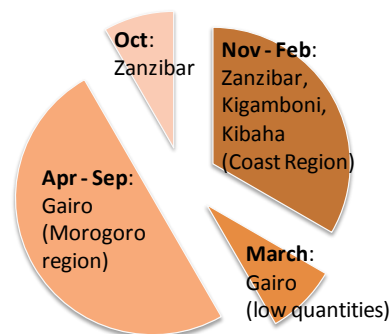 Oct:
Zanzibar
Nov - Feb:
Zanzibar,
Kigamboni,
Kibaha
(Coast Region)
Apr - Sep:
Gairo
(Morogoro
region)
March:
Gairo
(low quantities)